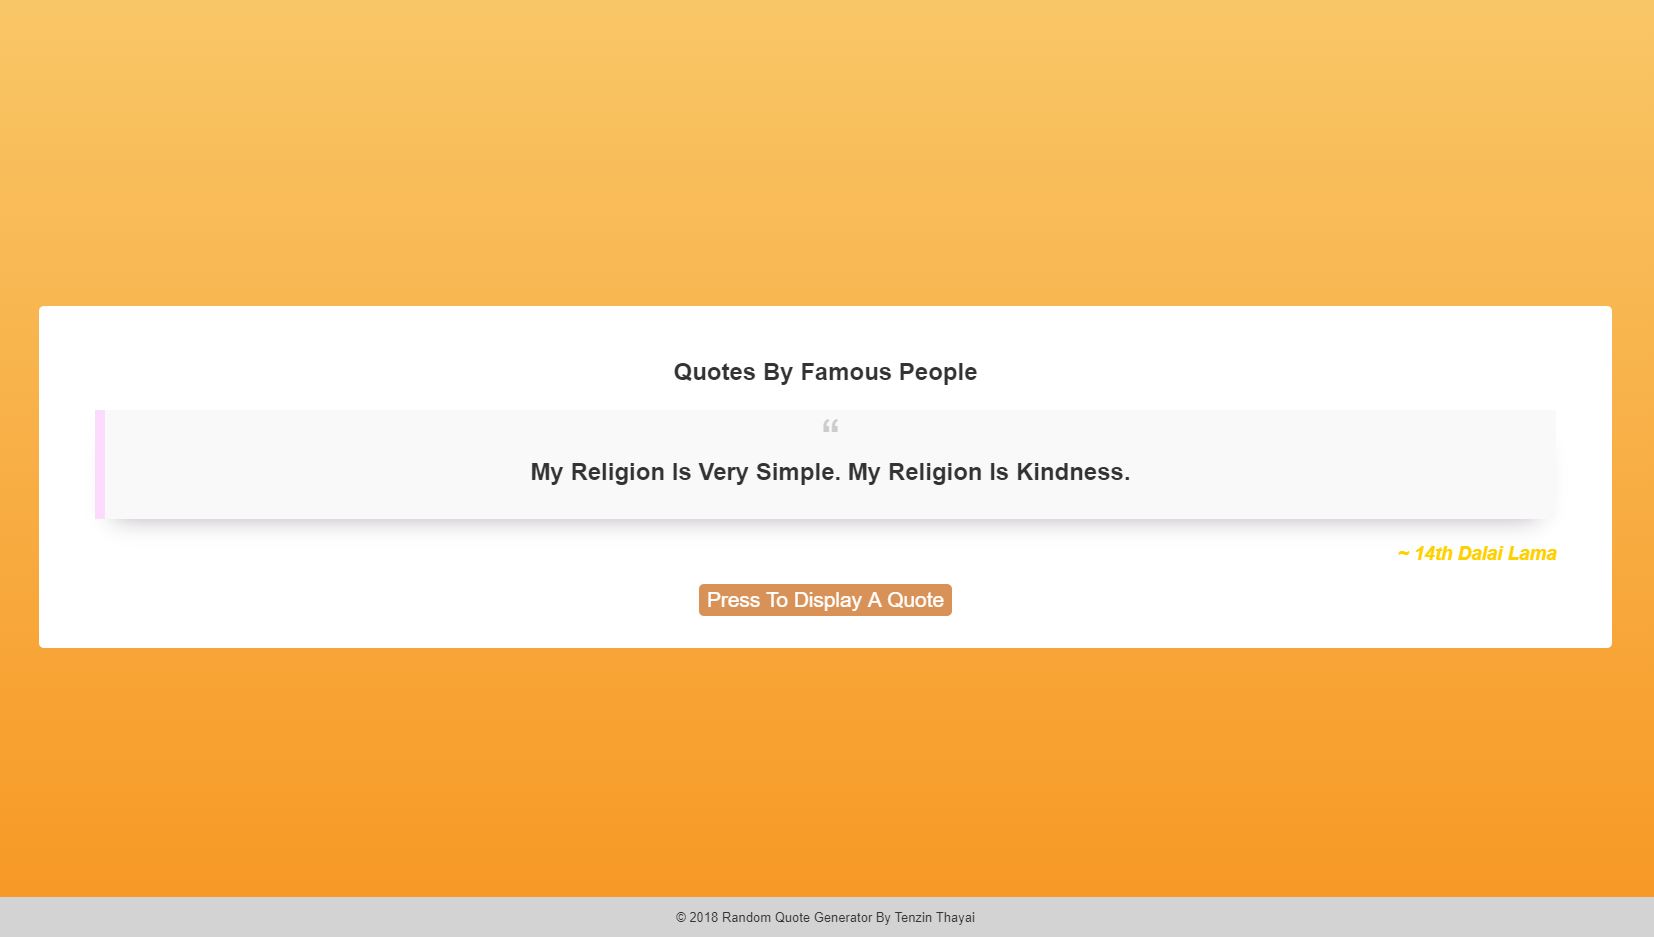 Quotes By Famous People
“
My Religion Is Very Simple. My Religion Is Kindness.
~ 14th Dalai Lama
Press To Display A Quote
© 2018 Random Quote Generator By Tenzin Thayai